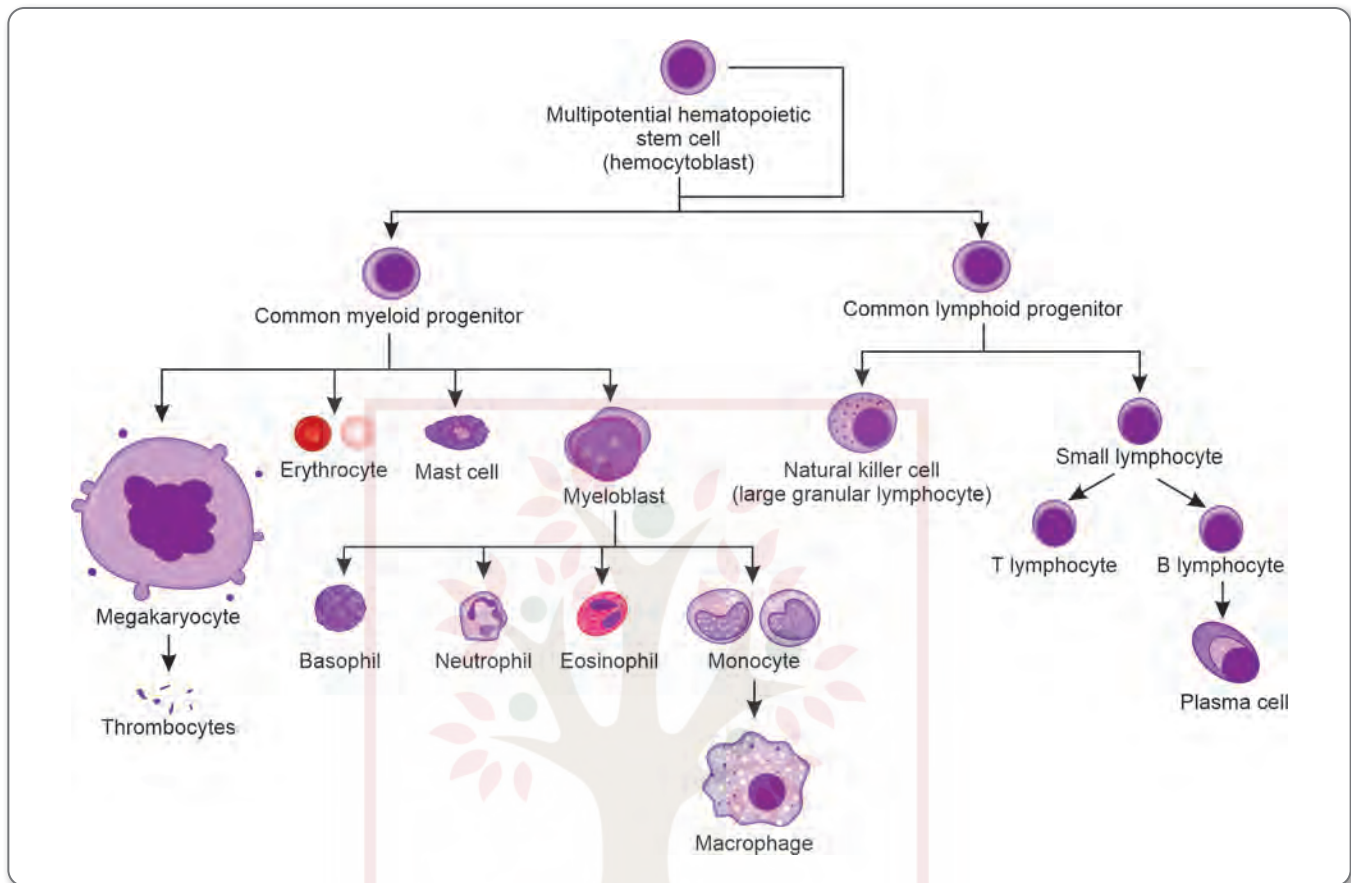 Multipotential hematopoietic
stem cell
(hemocytoblast)
Common myeloid progenitor
Common lymphoid progenitor
Erythrocyte
Mast cell
Myeloblast
Natural killer cell
(large granular lymphocyte)
Small lymphocyte
T lymphocyte
B lymphocyte
Megakaryocyte
Basophil
Neutrophil
Eosinophil
Monocyte
Plasma cell
Thrombocytes
Macrophage